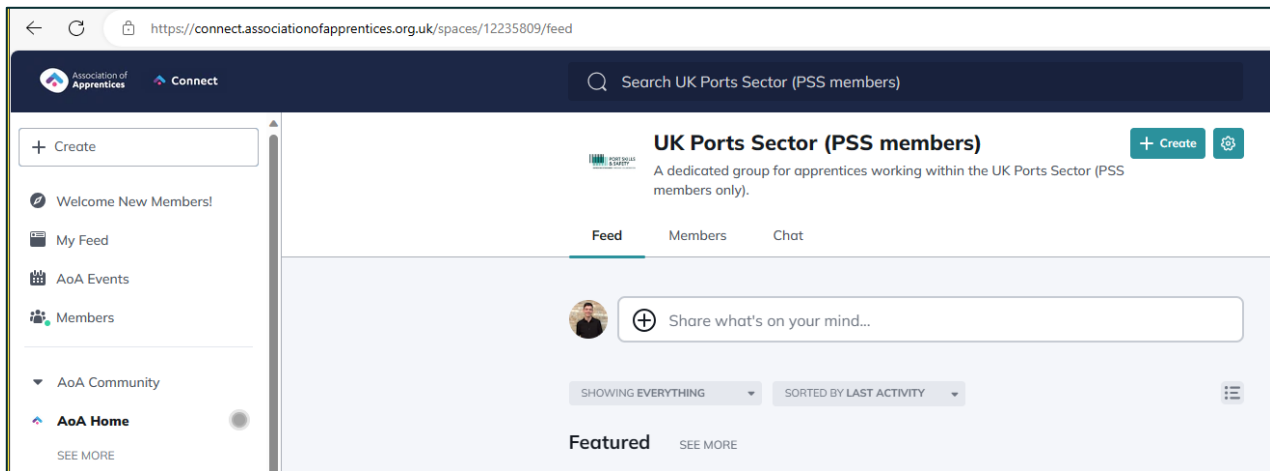 https://connect.associationofapprentices.org.uk/spaces/12235809/feed
Association of
Apprentices
Connect
Search UK Ports Sector (PSS members)
+ Create
Welcome New Members!
My Feed
AoA Events
Members
AoA Community
AoA Home
SEE MORE
PORT SKILLS
& SAFETY
UK Ports Sector (PSS members)
+ Create
A dedicated group for apprentices working within the UK Ports Sector (PSS
members only).
Feed Members Chat
Share what's on your mind...
SHOWING EVERYTHING SORTED BY LAST ACTIVITY
Featured SEE MORE